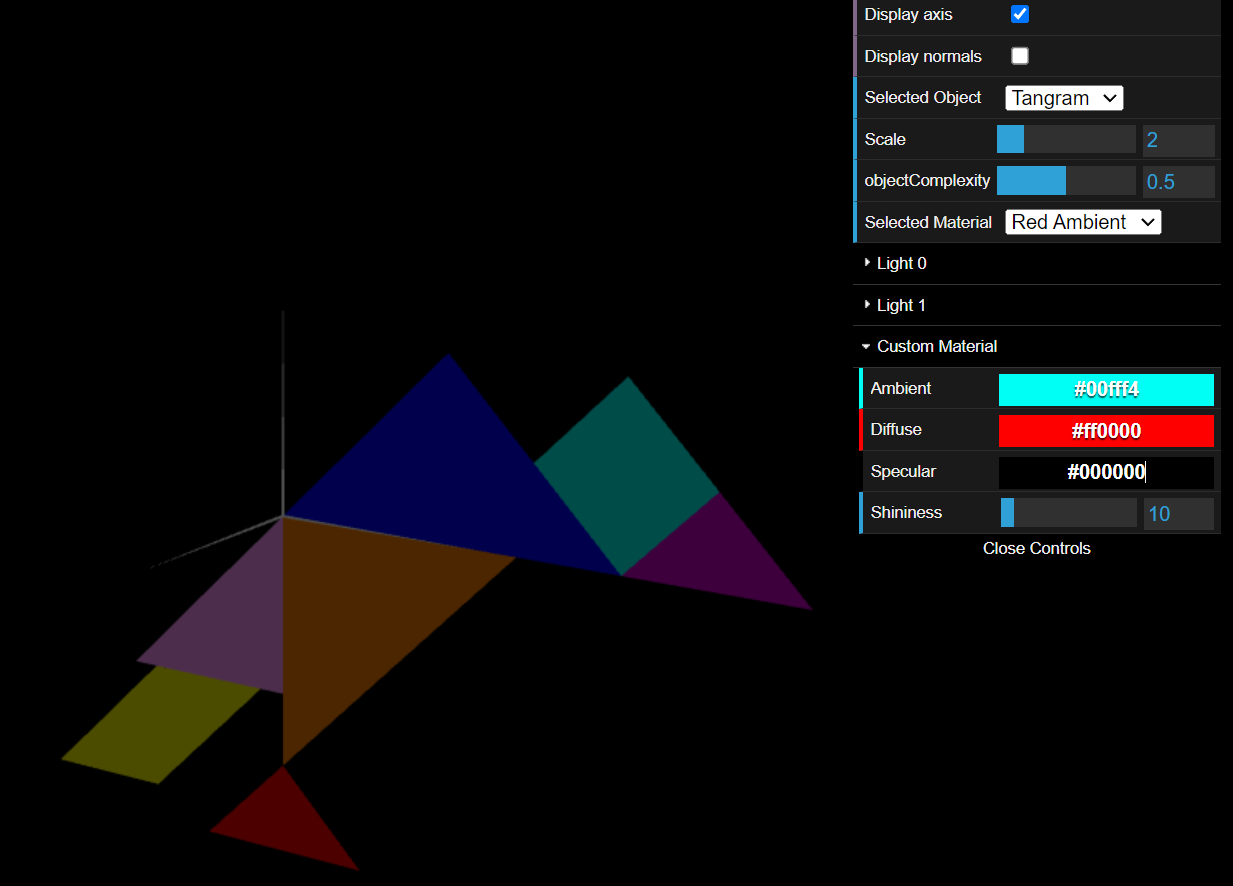 Display axis
Display normals
Selected Object Tangram
Scale 2
objectComplexity 0.5
Selected Material Red Ambient
Light 0
Light 1
Custom Material
Ambient #00fff4
Diffuse #ff0000
Specular #000000
Shininess 10
Close Controls